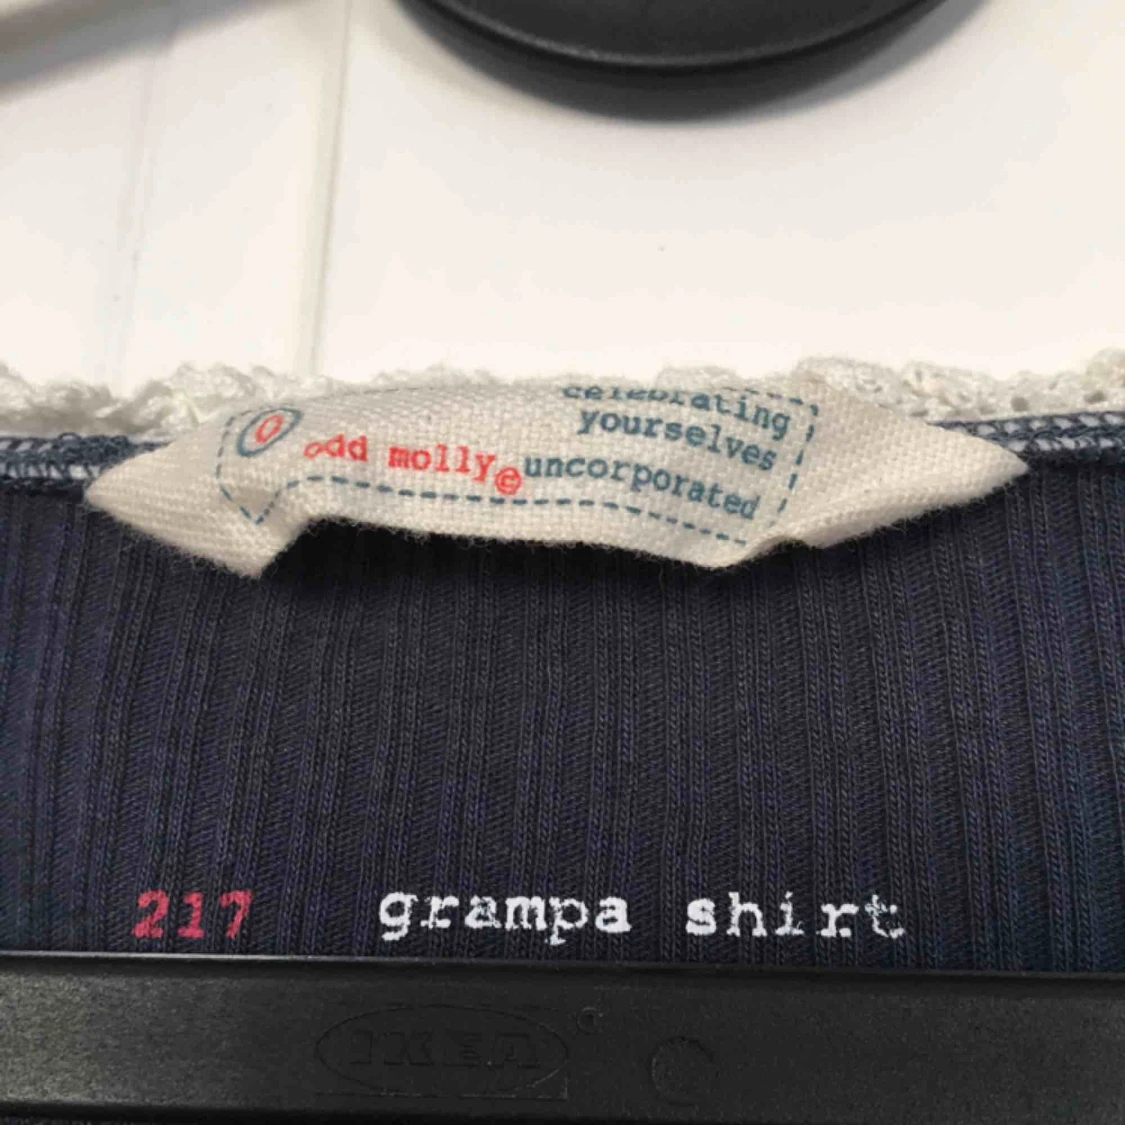 celebrating
yourselves
odd molly© uncorporated
217 grampa shirt
IKEA